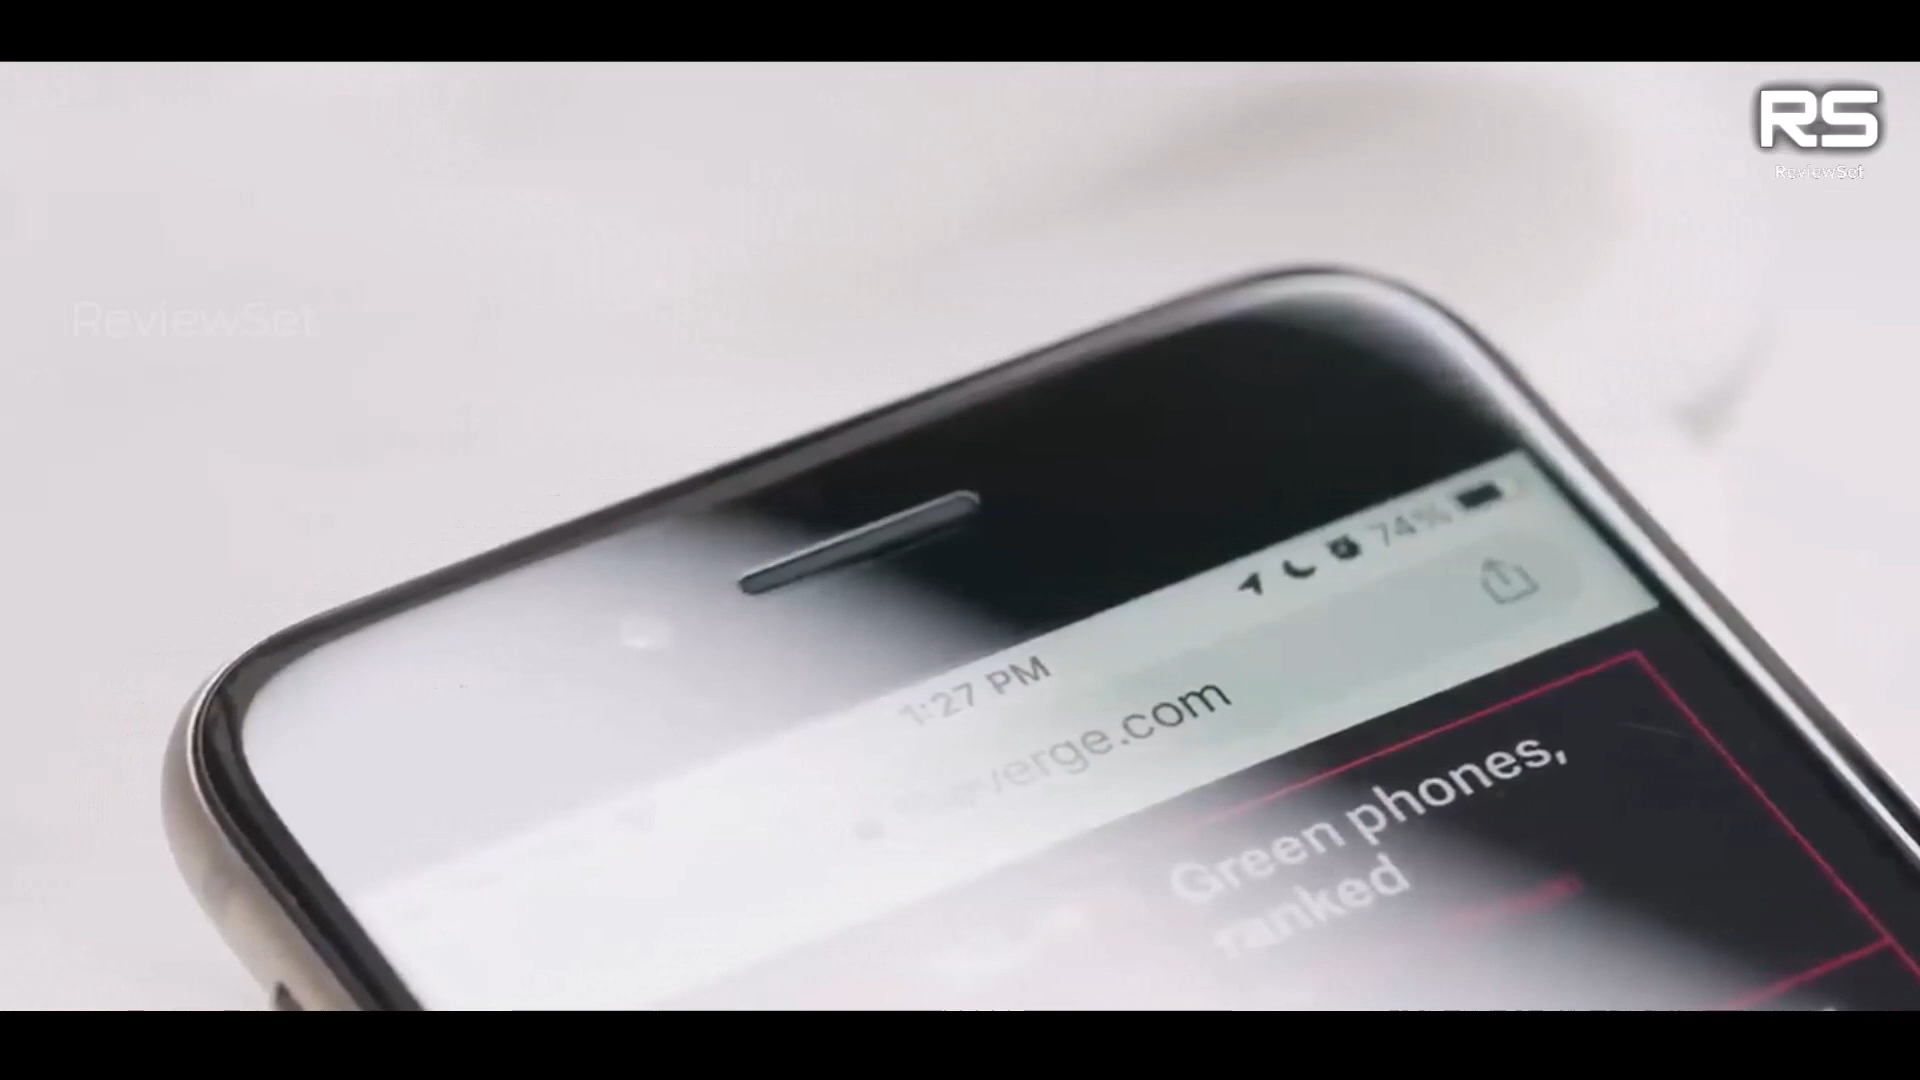 RS
ReviewSet
ReviewSet
74%
1:27 PM
verge.com
Green phones,
ranked